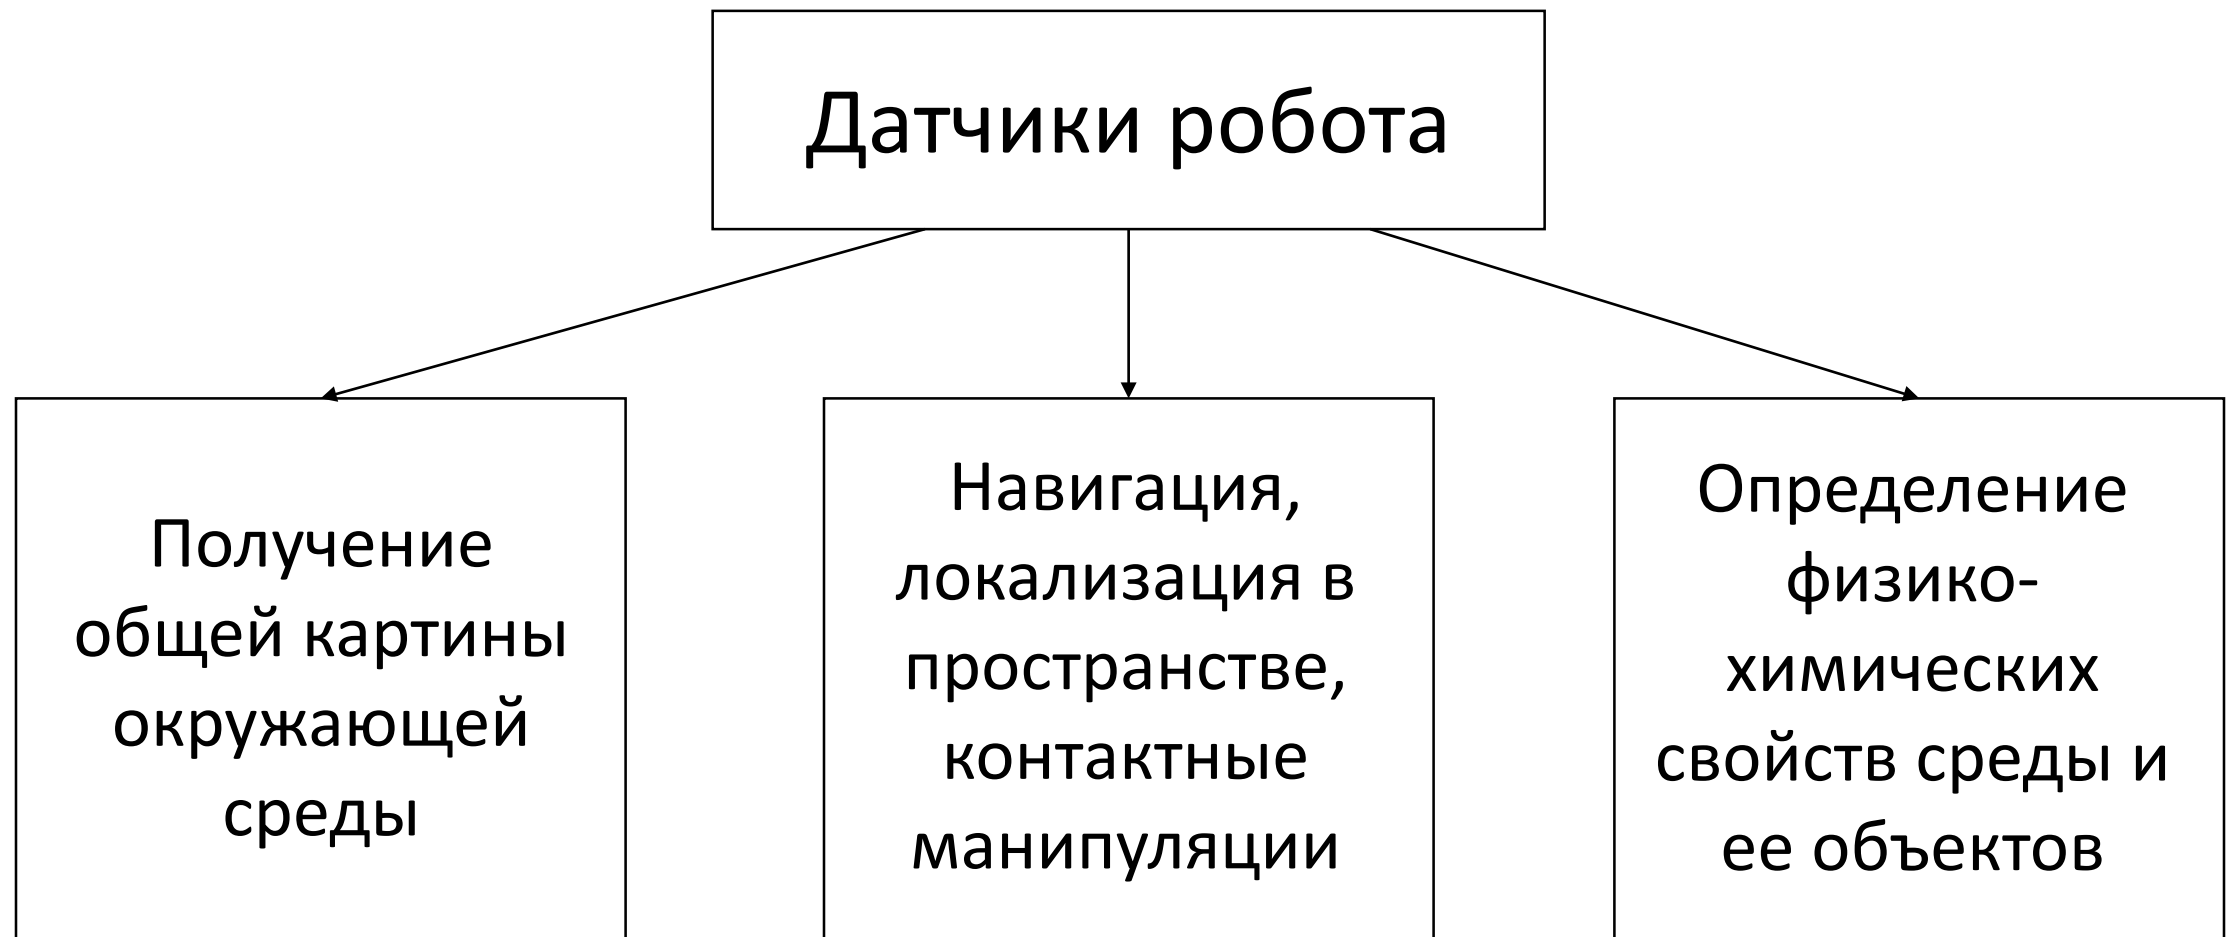 Датчики робота
Получение
общей картины
окружающей
среды
Навигация,
локализация в
пространстве,
контактные
манипуляции
Определение
физико-
химических
свойств среды и
ее объектов